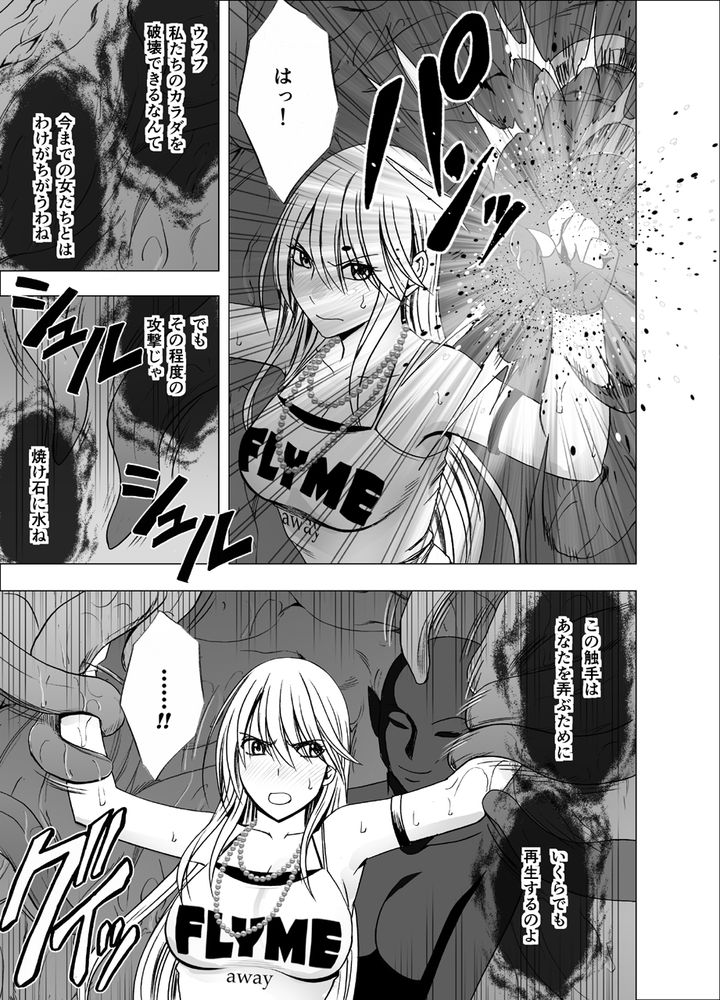 はっ!
パンッ
FLYME
away
ウフフ
私たちのカラダを
破壊できるなんて
今までの女たちとは
わけがちがうわね
でも
その程度の
攻撃じゃ
シュル
シュル
焼け石に水ね
この触手は
あなたを弄ぶために
いくらでも
再生するのよ
……!!
グイッ
FLYME
away